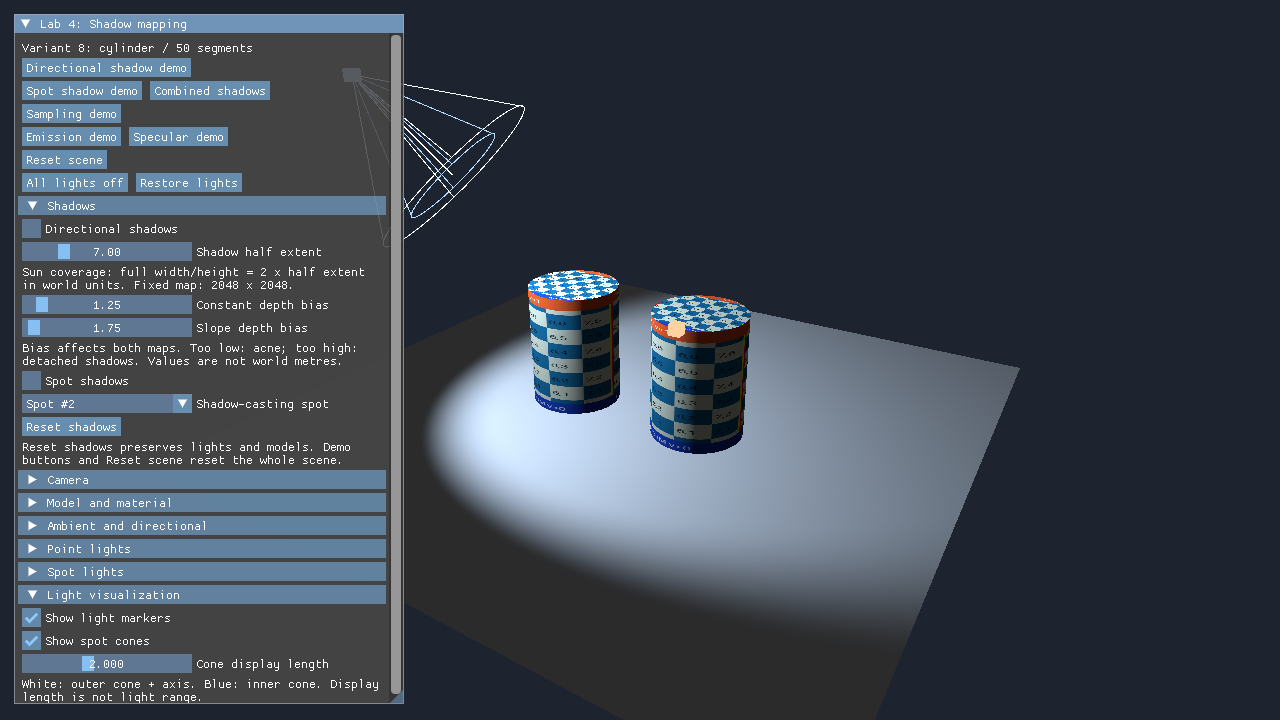 Lab 4: Shadow mapping
Variant 8: cylinder / 50 segments
Directional shadow demo
Spot shadow demo Combined shadows
Sampling demo
Emission demo Specular demo
Reset scene
All lights off Restore lights
Shadows
Directional shadows
7.00 Shadow half extent
Sun coverage: full width/height = 2 x half extent
in world units. Fixed map: 2048 x 2048.
1.25 Constant depth bias
1.75 Slope depth bias
Bias affects both maps. Too low: acne; too high:
detached shadows. Values are not world metres.
Spot shadows
Spot #2 Shadow-casting spot
Reset shadows
Reset shadows preserves lights and models. Demo
buttons and Reset scene reset the whole scene.
Camera
Model and material
Ambient and directional
Point lights
Spot lights
Light visualization
Show light markers
Show spot cones
2.000 Cone display length
White: outer cone + axis. Blue: inner cone. Display
length is not light range.